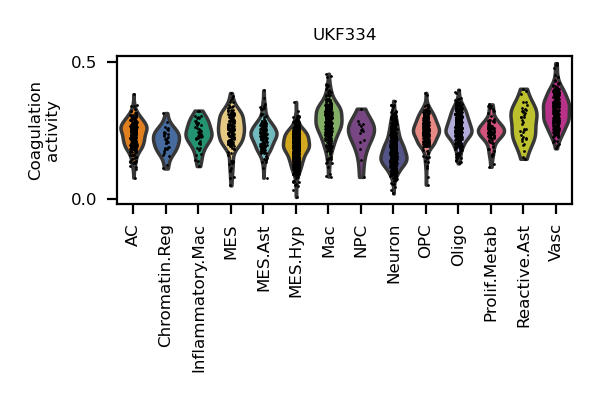 UKF334
Coagulation
activity
0.5
0.0
AC
Chromatin.Reg
Inflammatory.Mac
MES
MES.Ast
MES.Hyp
Mac
NPC
Neuron
OPC
Oligo
Prolif.Metab
Reactive.Ast
Vasc